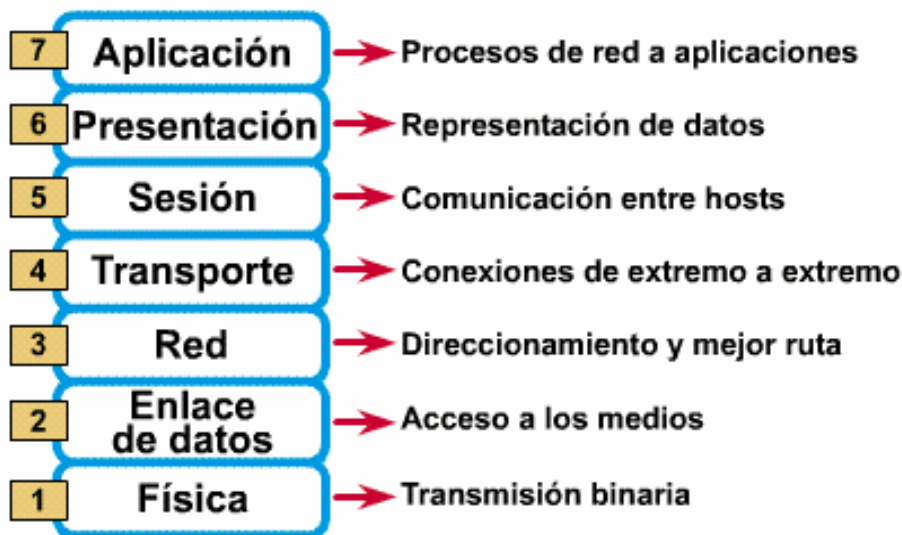 7 Aplicación Procesos de red a aplicaciones
6 Presentación Representación de datos
5 Sesión Comunicación entre hosts
4 Transporte Conexiones de extremo a extremo
3 Red Direccionamiento y mejor ruta
2 Enlace
de datos Acceso a los medios
1 Física Transmisión binaria